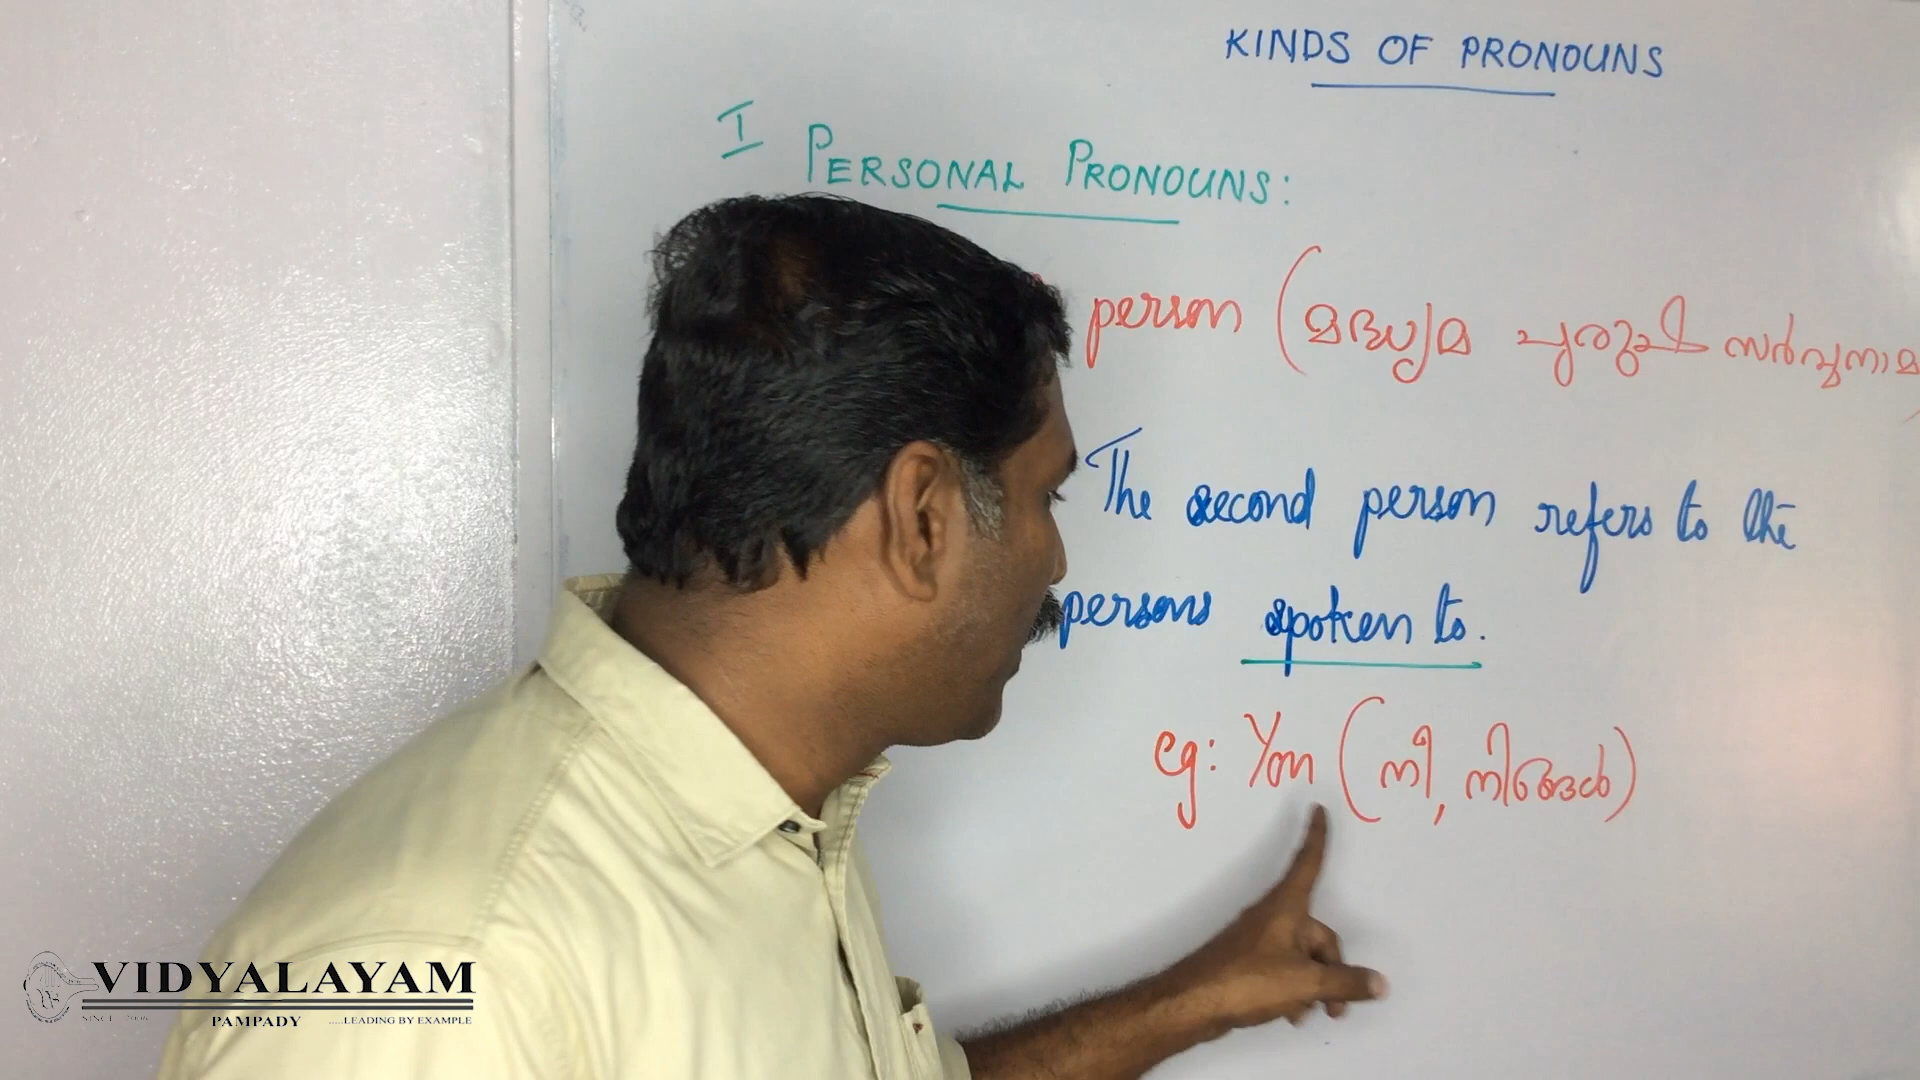 KINDS OF PRONOUNS
I PERSONAL PRONOUNS:
person (മദ്ധ്യമ പുരുഷ സർവ്വനാമ
The second person refers to the
persons spoken to.
eg: You (നീ, നിങ്ങൾ)
VIDYALAYAM
PAMPADY .....LEADING BY EXAMPLE